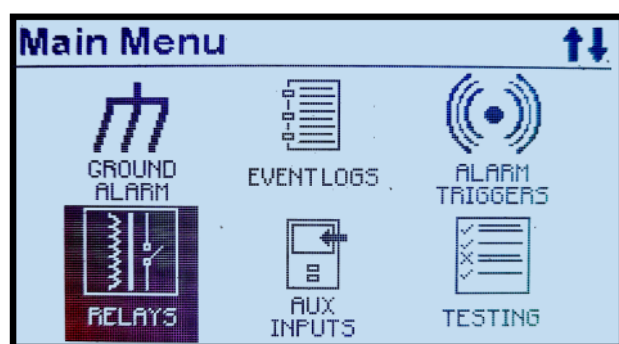 Main Menu
GROUND
ALARM
EVENT LOGS
ALARM
TRIGGERS
RELAYS
AUX
INPUTS
TESTING